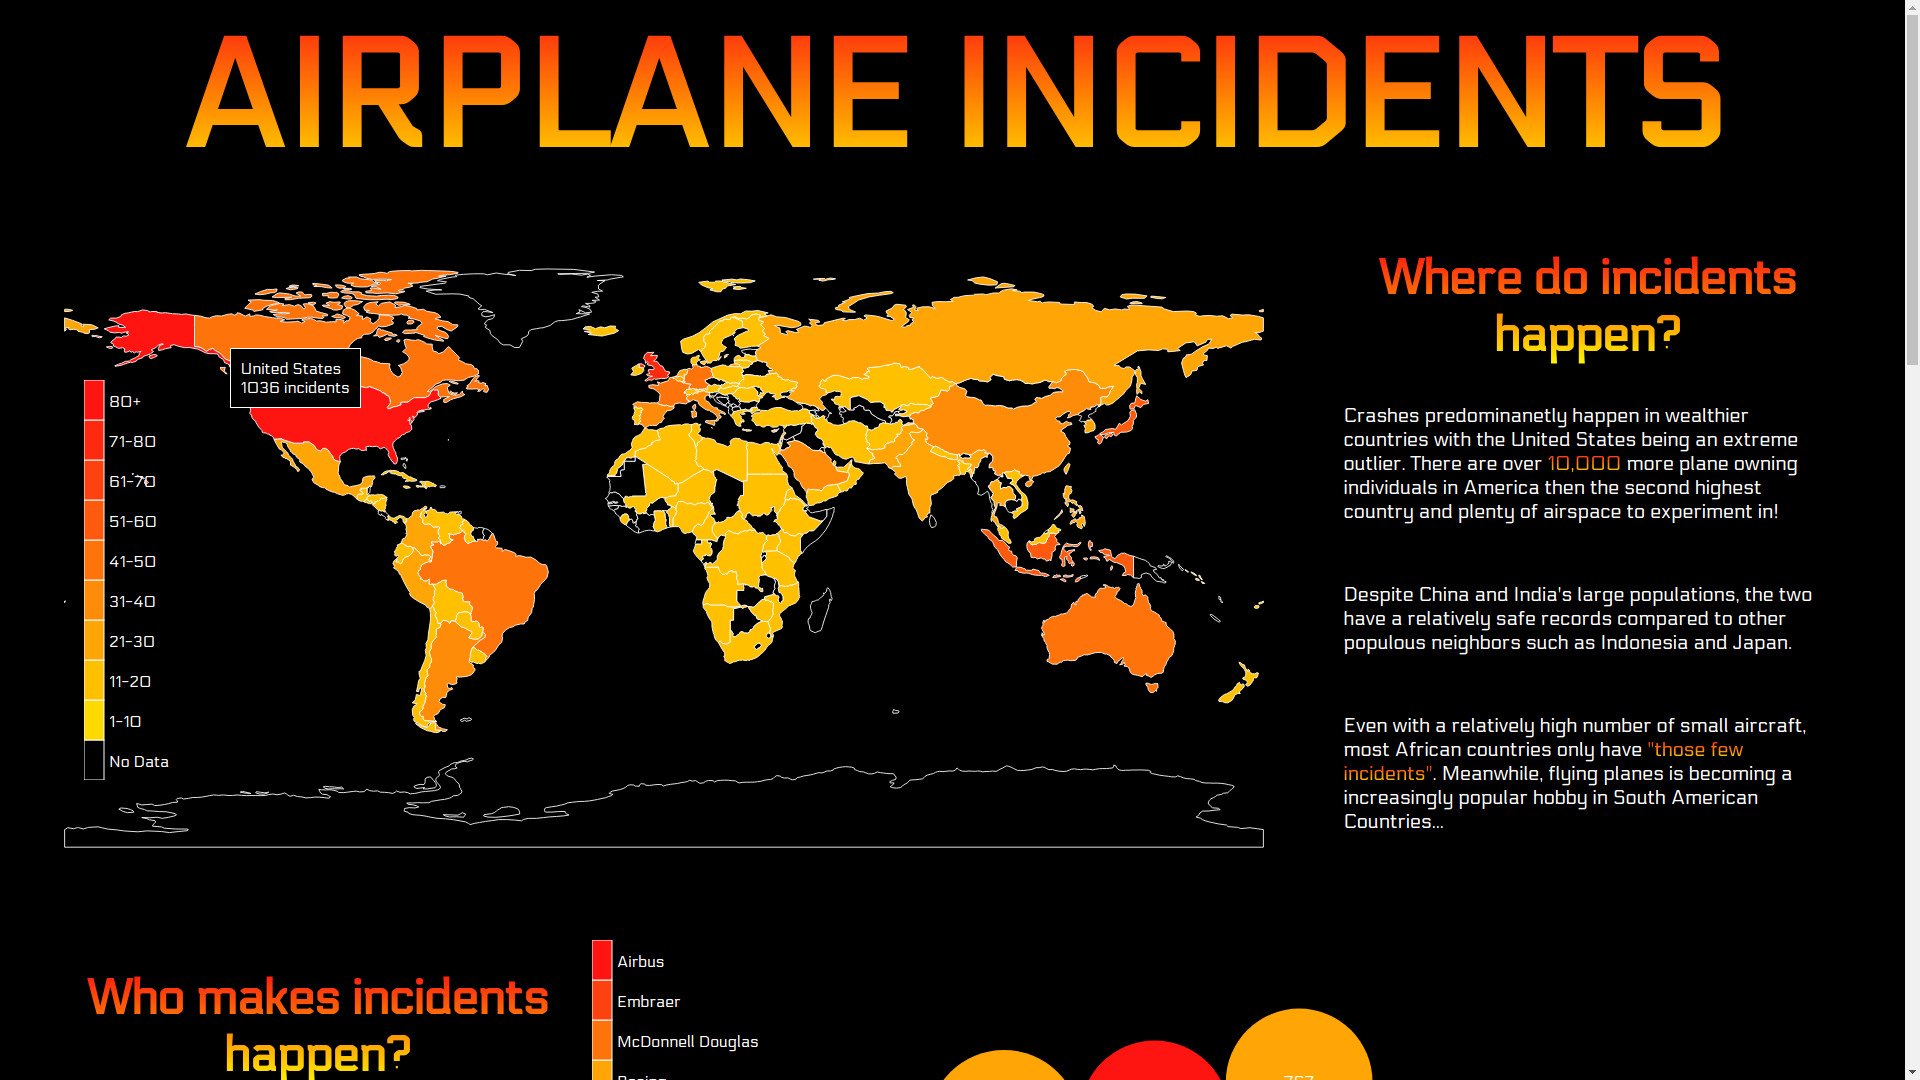 AIRPLANE INCIDENTS
United States
1036 incidents
80+
71-80
61-70
51-60
41-50
31-40
21-30
11-20
1-10
No Data
Where do incidents
happen?
Crashes predominanetly happen in wealthier
countries with the United States being an extreme
outlier. There are over 10,000 more plane owning
individuals in America then the second highest
country and plenty of airspace to experiment in!
Despite China and India's large populations, the two
have a relatively safe records compared to other
populous neighbors such as Indonesia and Japan.
Even with a relatively high number of small aircraft,
most African countries only have "those few
incidents". Meanwhile, flying planes is becoming a
increasingly popular hobby in South American
Countries...
Who makes incidents
happen?
Airbus
Embraer
McDonnell Douglas